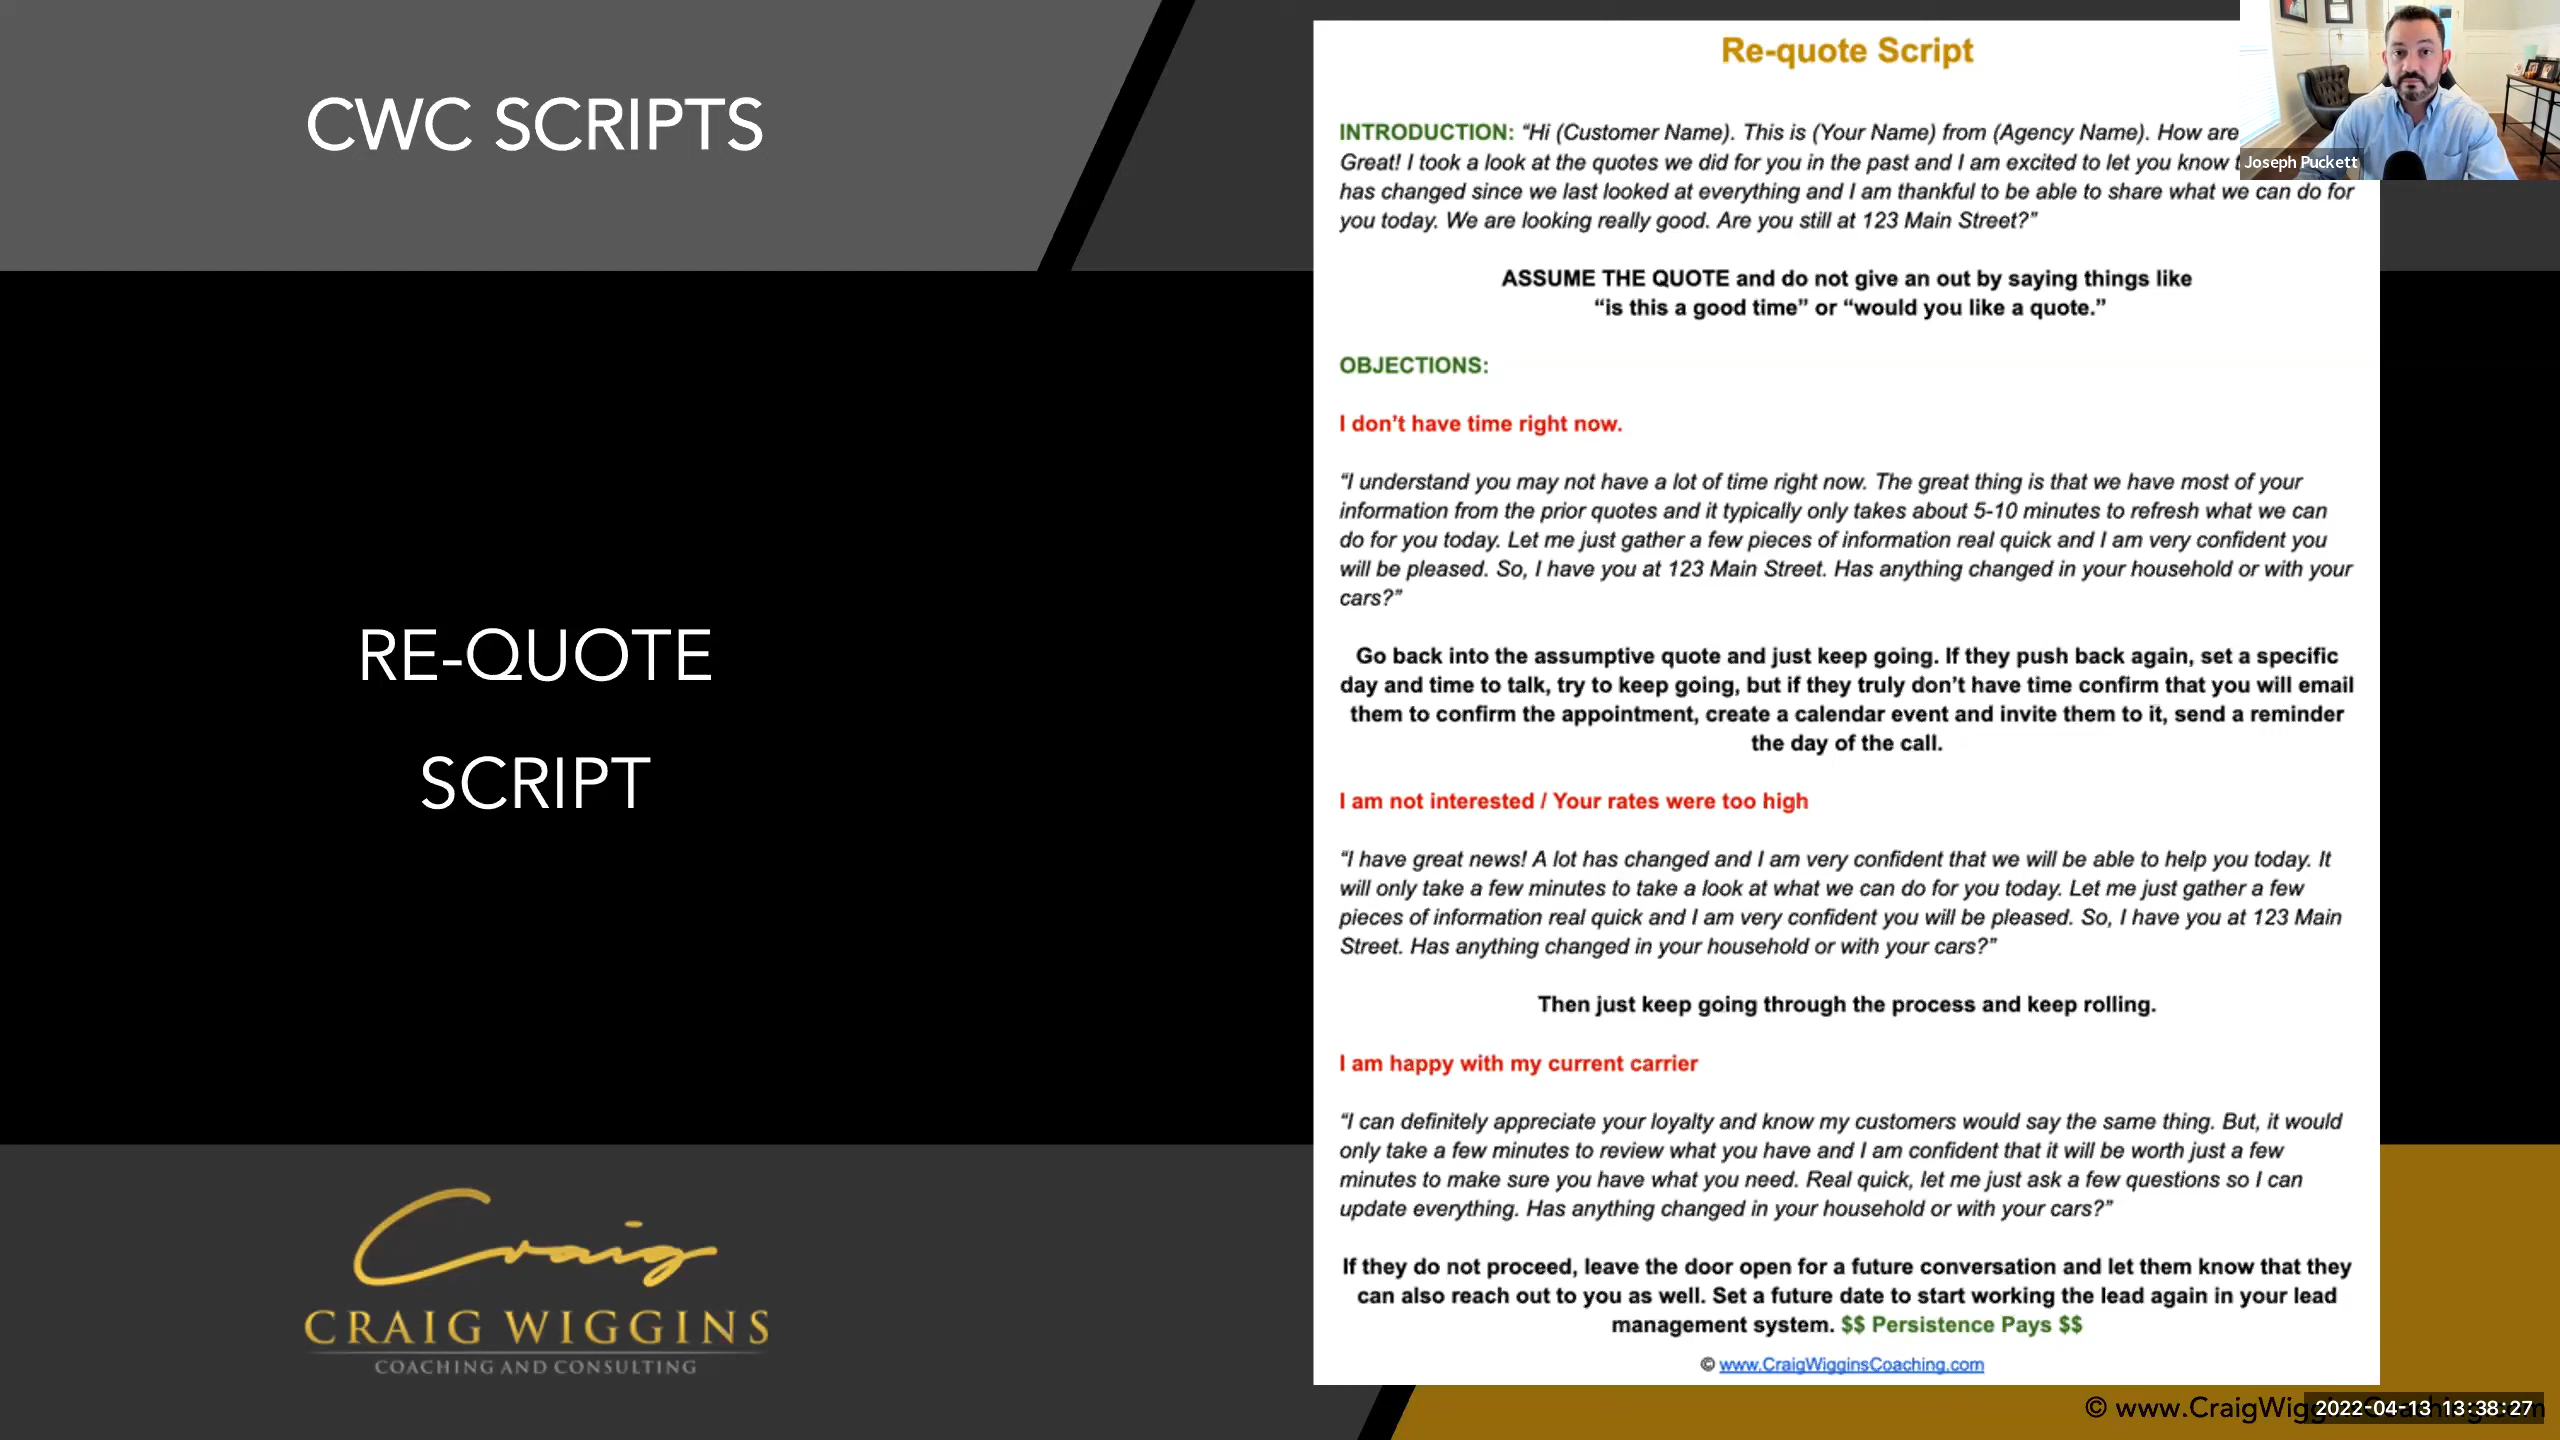 CWC SCRIPTS
RE-QUOTE
SCRIPT
Craig
CRAIG WIGGINS
COACHING AND CONSULTING
Re-quote Script
INTRODUCTION: “Hi (Customer Name). This is (Your Name) from (Agency Name). How are
Great! I took a look at the quotes we did for you in the past and I am excited to let you know
has changed since we last looked at everything and I am thankful to be able to share what we can do for
you today. We are looking really good. Are you still at 123 Main Street?”
ASSUME THE QUOTE and do not give an out by saying things like
“is this a good time” or “would you like a quote.”
OBJECTIONS:
I don’t have time right now.
“I understand you may not have a lot of time right now. The great thing is that we have most of your
information from the prior quotes and it typically only takes about 5-10 minutes to refresh what we can
do for you today. Let me just gather a few pieces of information real quick and I am very confident you
will be pleased. So, I have you at 123 Main Street. Has anything changed in your household or with your
cars?”
Go back into the assumptive quote and just keep going. If they push back again, set a specific
day and time to talk, try to keep going, but if they truly don’t have time confirm that you will email
them to confirm the appointment, create a calendar event and invite them to it, send a reminder
the day of the call.
I am not interested / Your rates were too high
“I have great news! A lot has changed and I am very confident that we will be able to help you today. It
will only take a few minutes to take a look at what we can do for you today. Let me just gather a few
pieces of information real quick and I am very confident you will be pleased. So, I have you at 123 Main
Street. Has anything changed in your household or with your cars?”
Then just keep going through the process and keep rolling.
I am happy with my current carrier
“I can definitely appreciate your loyalty and know my customers would say the same thing. But, it would
only take a few minutes to review what you have and I am confident that it will be worth just a few
minutes to make sure you have what you need. Real quick, let me just ask a few questions so I can
update everything. Has anything changed in your household or with your cars?”
If they do not proceed, leave the door open for a future conversation and let them know that they
can also reach out to you as well. Set a future date to start working the lead again in your lead
management system. $$ Persistence Pays $$
© www.CraigWigginsCoaching.com
Joseph Puckett
© www.CraigWigginsCoaching.com
2022-04-13 13:38:27